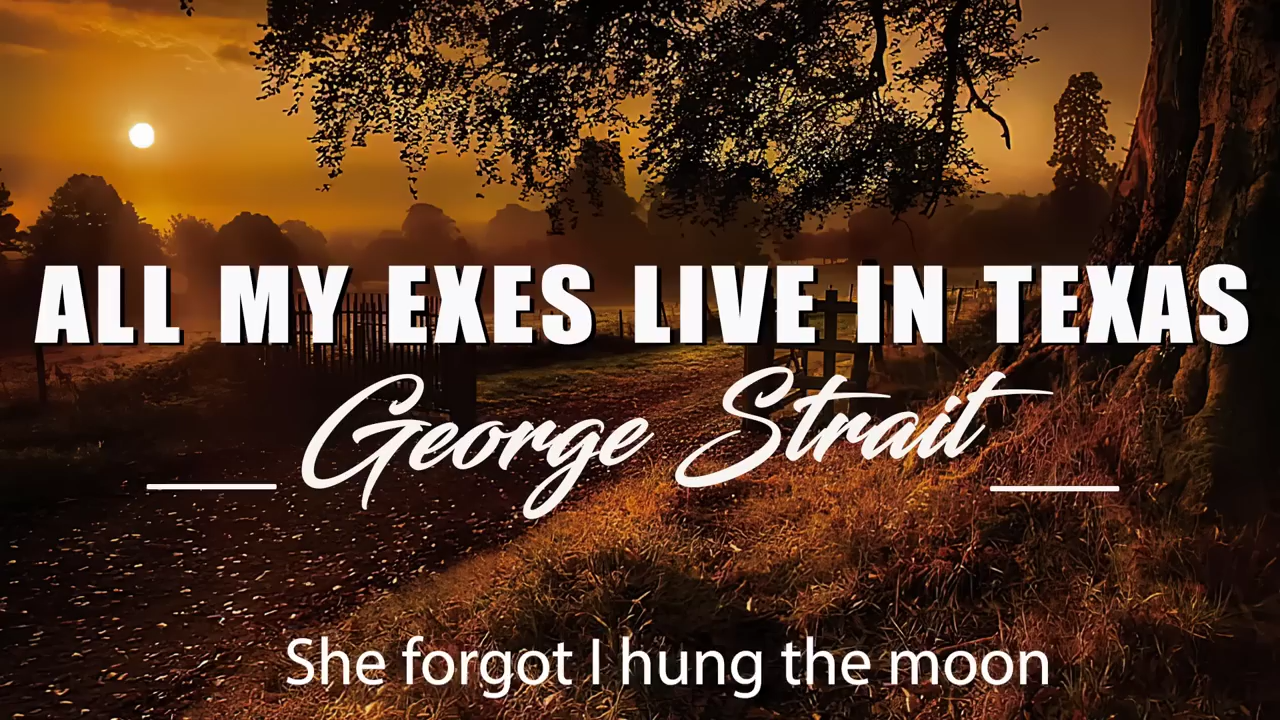 ALL MY EXES LIVE IN TEXAS
George Strait
She forgot I hung the moon